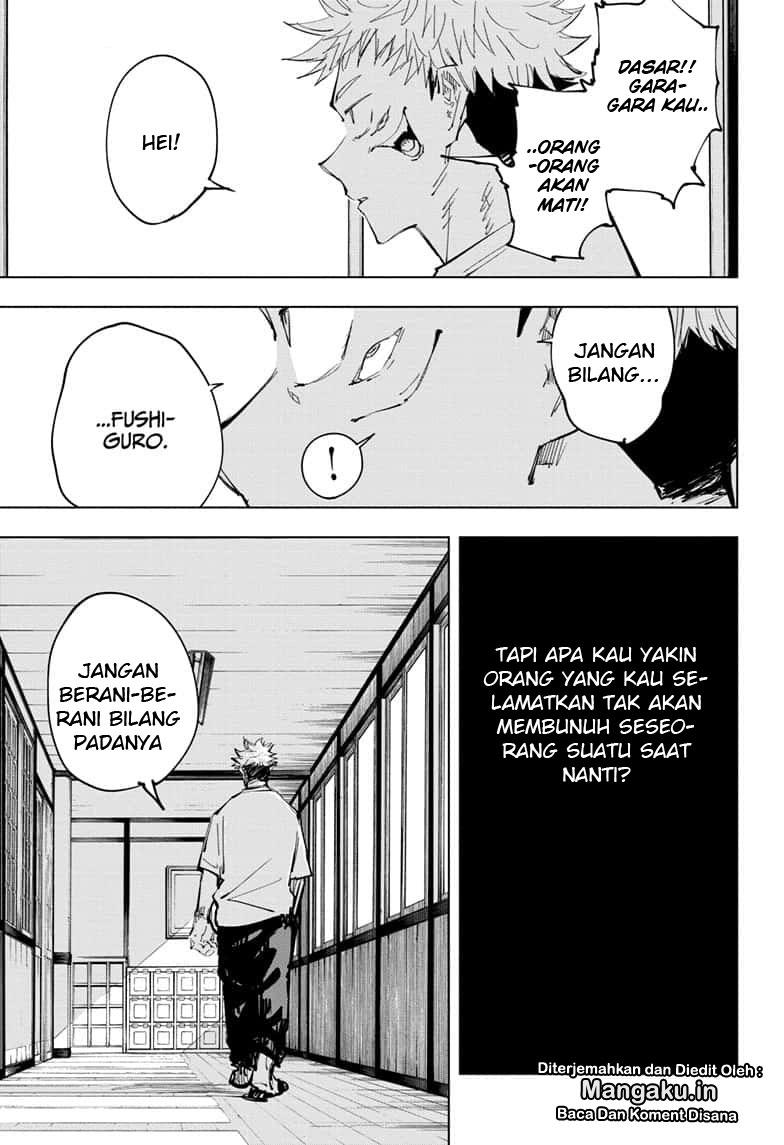 DASAR!!
GARA-
GARA KAU..
..ORANG
-ORANG
AKAN
MATI!
HEI!
JANGAN
BILANG...
!
...FUSHI-
GURO.
TAPI APA KAU YAKIN
ORANG YANG KAU SE-
LAMATKAN TAK AKAN
MEMBUNUH SESEO-
RANG SUATU SAAT
NANTI?
JANGAN
BERANI-BE-
RANI BILANG
PADANYA
Diterjemahkan dan Diedit Oleh :
Mangaku.in
Baca Dan Koment Disana